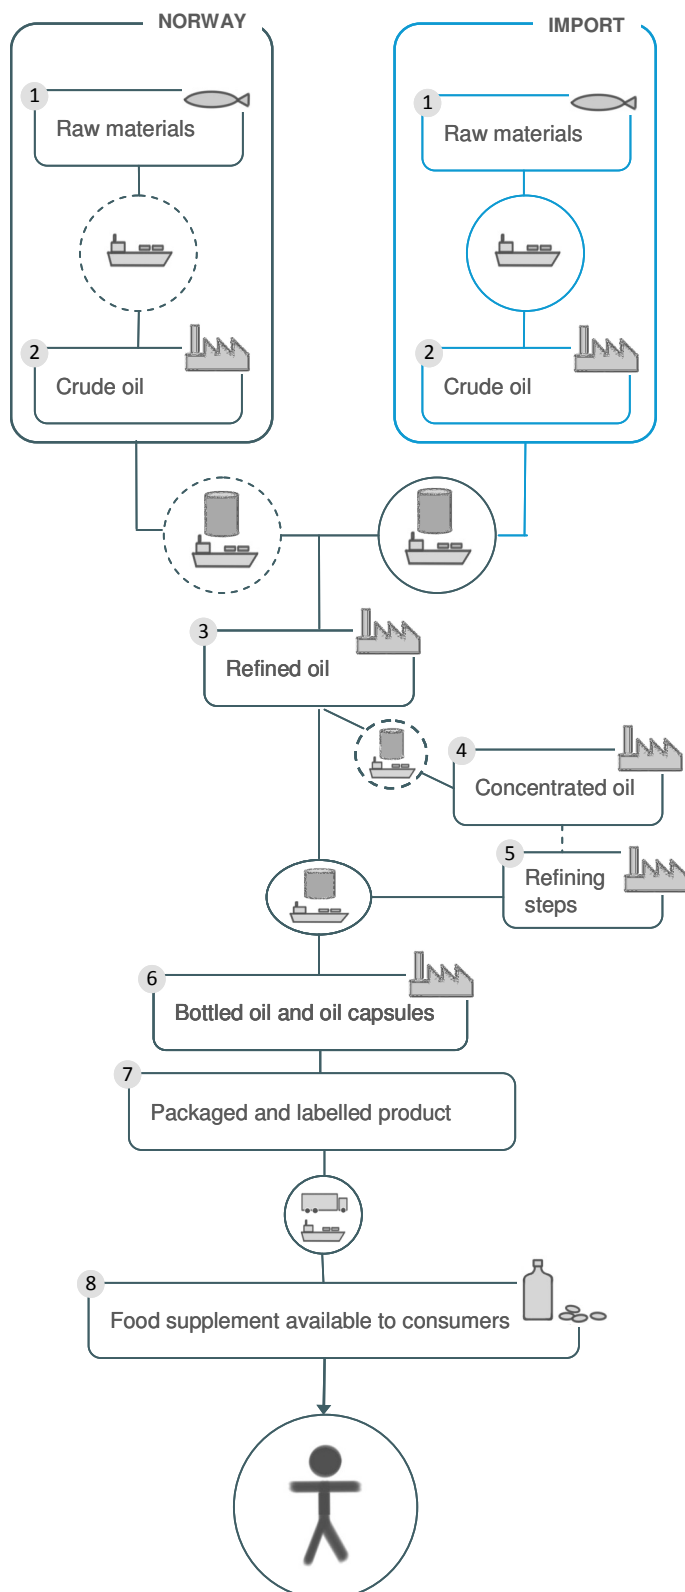 NORWAY
1
Raw materials
2
Crude oil
IMPORT
1
Raw materials
2
Crude oil
3
Refined oil
4
Concentrated oil
5
Refining
steps
6
Bottled oil and oil capsules
7
Packaged and labelled product
8
Food supplement available to consumers